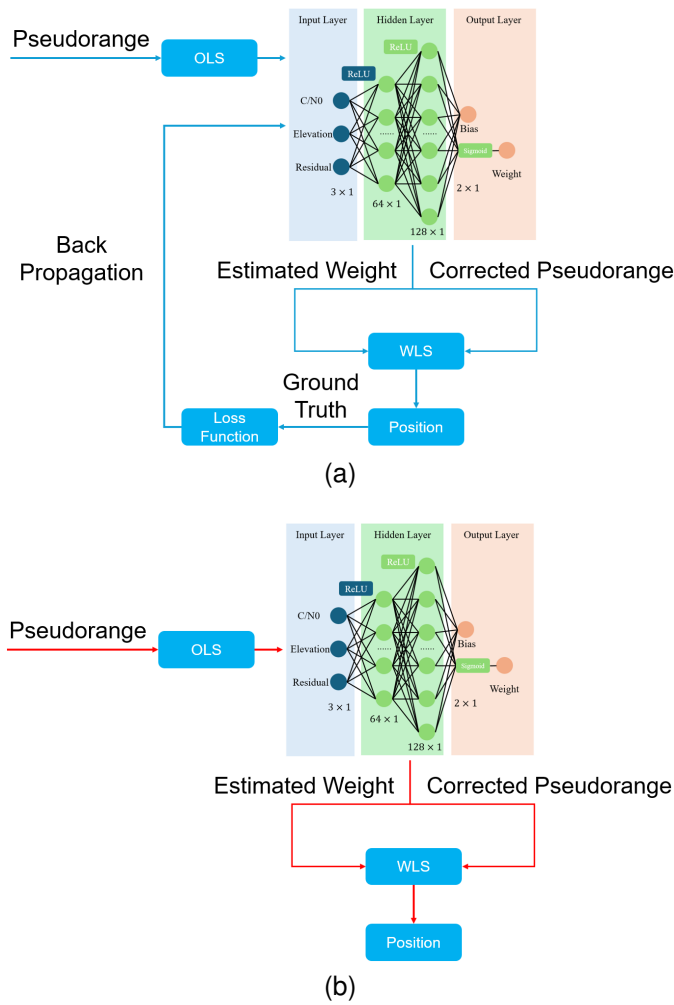 Input Layer
Hidden Layer
Output Layer
Pseudorange
OLS
ReLU
ReLU
C/N0
Elevation
Residual
......
......
Bias
Sigmoid
Weight
3 × 1
64 × 1
128 × 1
2 × 1
Back
Propagation
Estimated Weight
Corrected Pseudorange
WLS
Ground
Truth
Loss
Function
Position
(a)
Input Layer
Hidden Layer
Output Layer
ReLU
ReLU
C/N0
Pseudorange
OLS
Elevation
Residual
......
......
Bias
Sigmoid
Weight
3 × 1
64 × 1
128 × 1
2 × 1
Estimated Weight
Corrected Pseudorange
WLS
Position
(b)